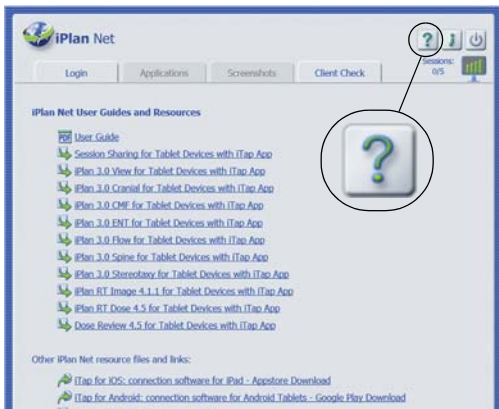 iPlan Net
? i
Sessions:
0/5
Login Applications Screenshots Client Check
iPlan Net User Guides and Resources
?
PDF User Guide
Session Sharing for Tablet Devices with iTap App
iPlan 3.0 View for Tablet Devices with iTap App
iPlan 3.0 Cranial for Tablet Devices with iTap App
iPlan 3.0 CMF for Tablet Devices with iTap App
iPlan 3.0 ENT for Tablet Devices with iTap App
iPlan 3.0 Flow for Tablet Devices with iTap App
iPlan 3.0 Spine for Tablet Devices with iTap App
iPlan 3.0 Stereotaxy for Tablet Devices with iTap App
iPlan RT Image 4.1.1 for Tablet Devices with iTap App
iPlan RT Dose 4.5 for Tablet Devices with iTap App
Dose Review 4.5 for Tablet Devices with iTap App
Other iPlan Net resource files and links:
iTap for iOS: connection software for iPad - Appstore Download
iTap for Android: connection software for Android Tablets - Google Play Download